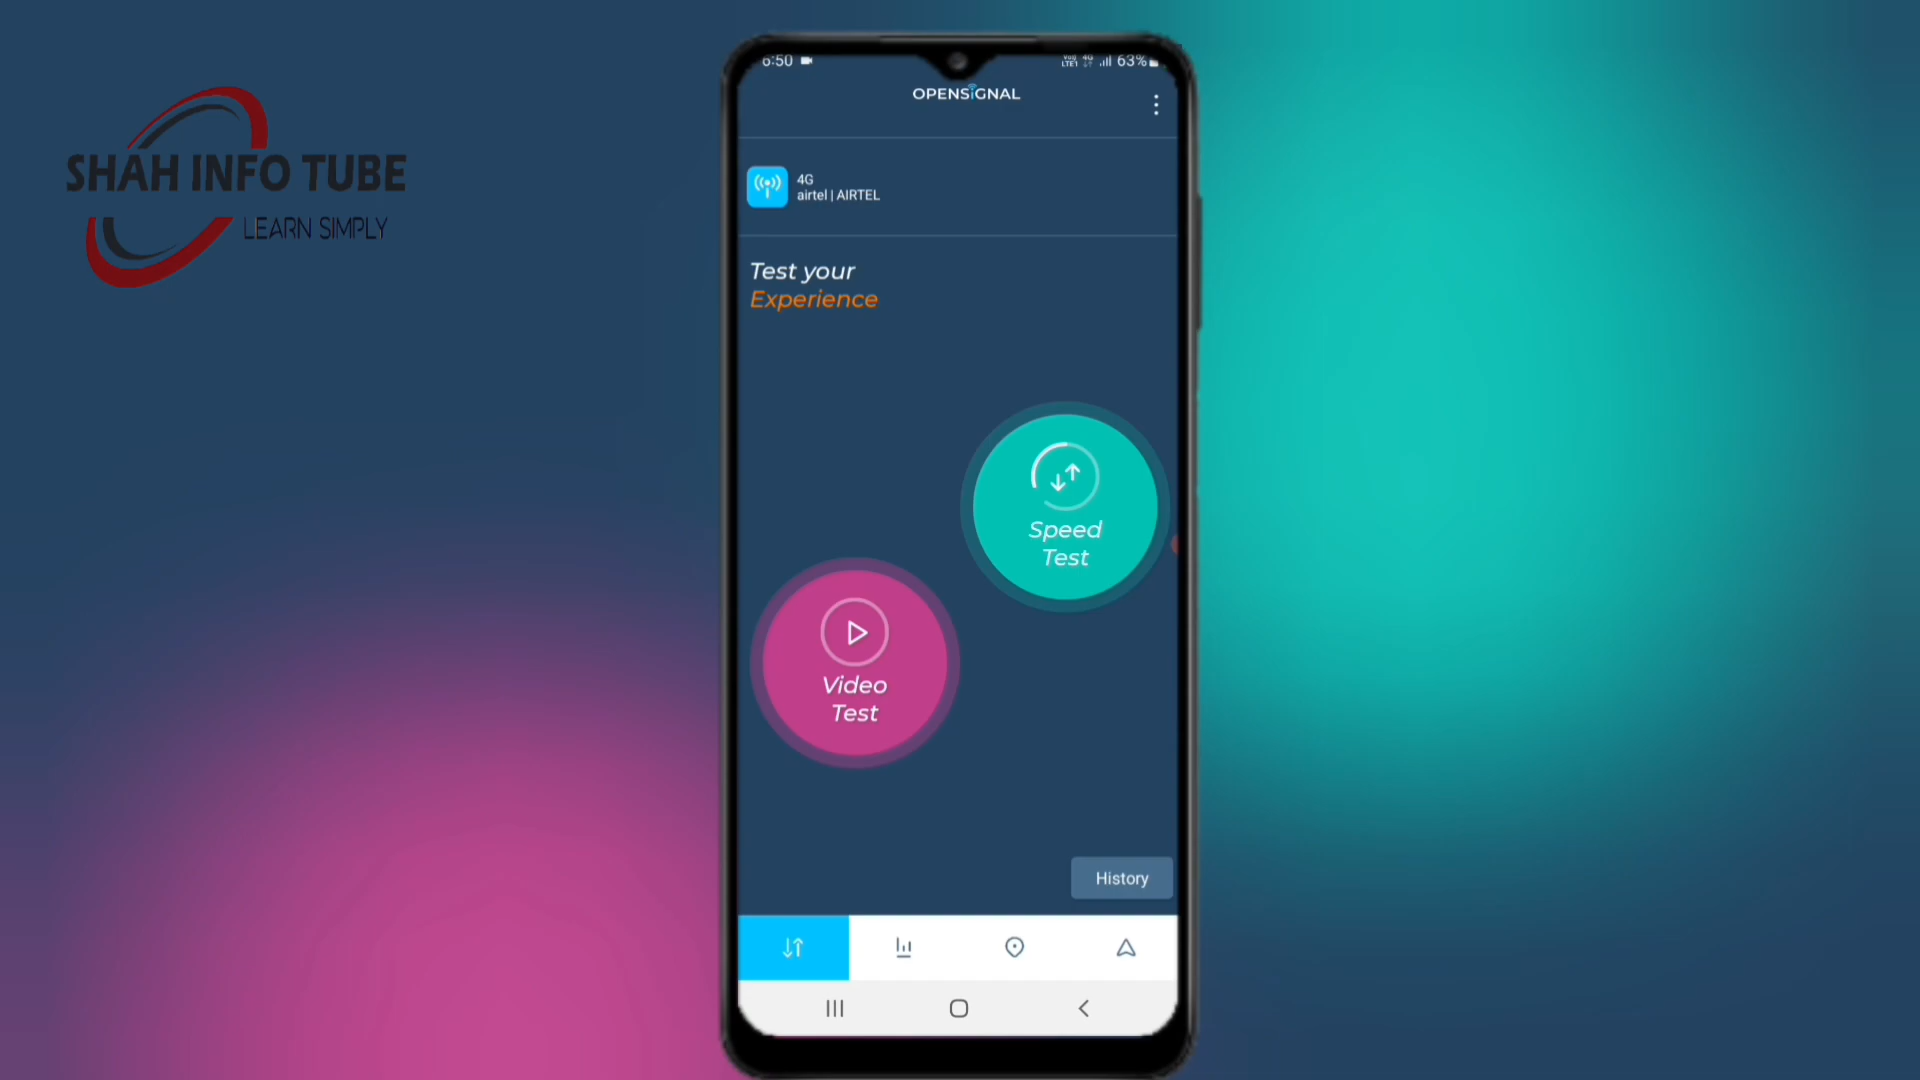 SHAH INFO TUBE
LEARN SIMPLY
6:50
63%
OPENSIGNAL
4G
airtel | AIRTEL
Test your
Experience
Speed
Test
Video
Test
History